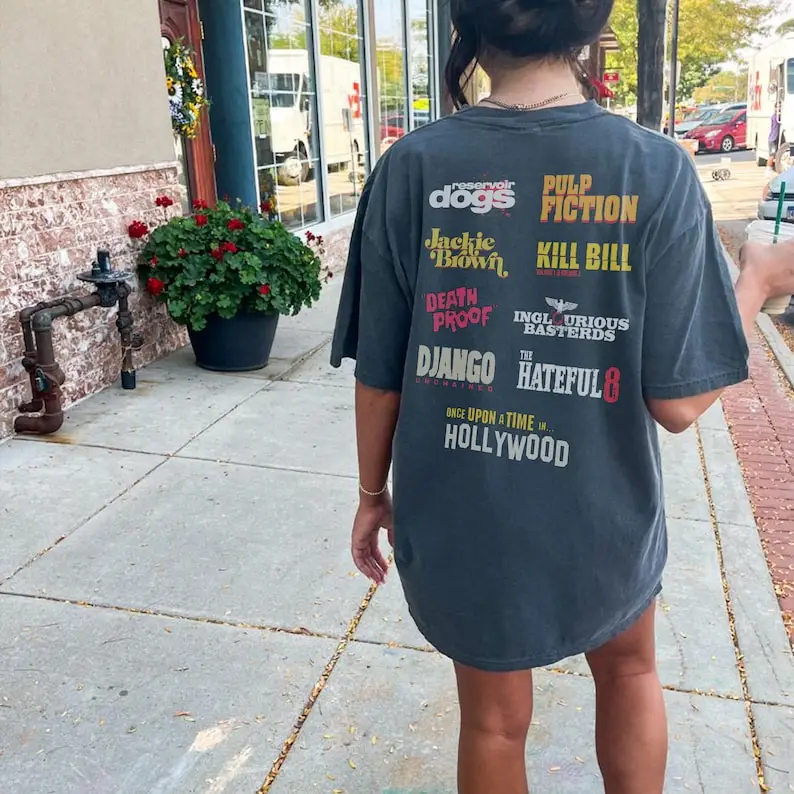 reservoir
dogs
PULP
FICTION
Jackie
Brown
KILL BILL
"DEATH
PROOF"
INGLOURIOUS
BASTERDS
DJANGO
UNCHAINED
THE
HATEFUL 8
ONCE UPON A TIME IN...
HOLLYWOOD